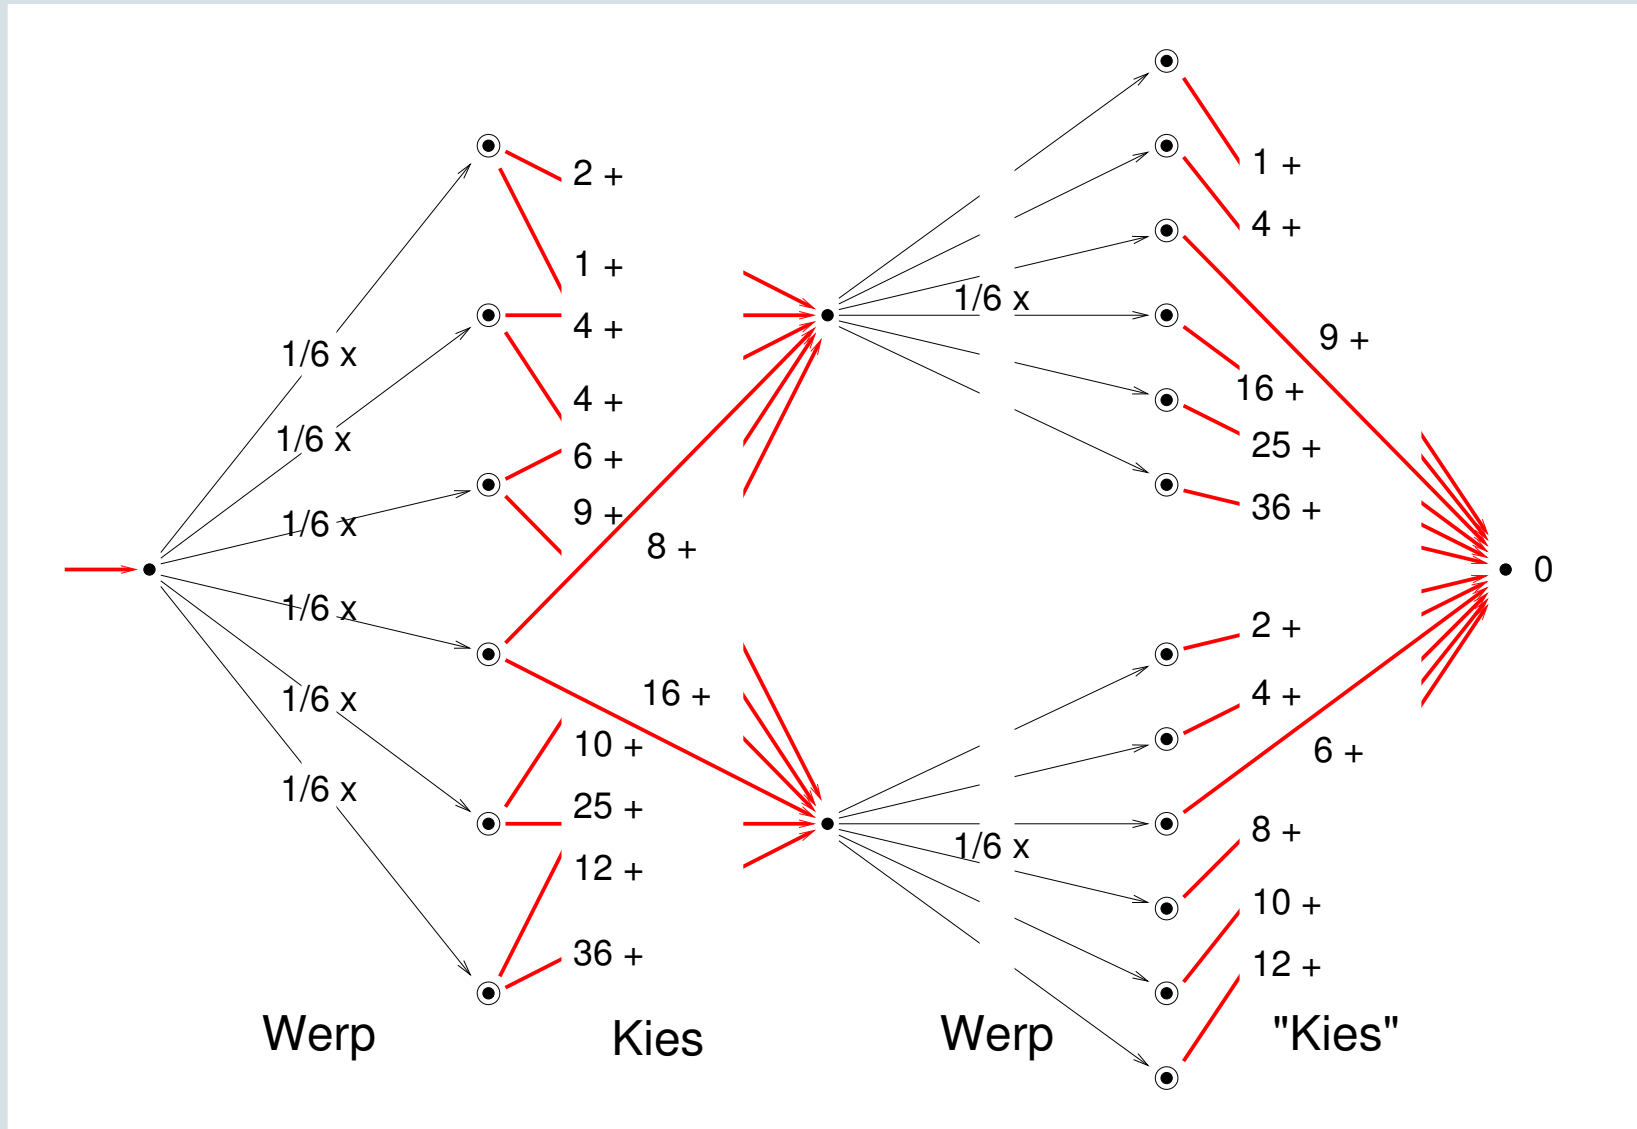 1/6 x
1/6 x
1/6 x
1/6 x
1/6 x
1/6 x
2 +
1 +
4 +
4 +
6 +
9 +
8 +
16 +
10 +
25 +
12 +
36 +
1/6 x
1/6 x
1 +
4 +
9 +
16 +
25 +
36 +
2 +
4 +
6 +
8 +
10 +
12 +
0
Werp
Kies
Werp
"Kies"